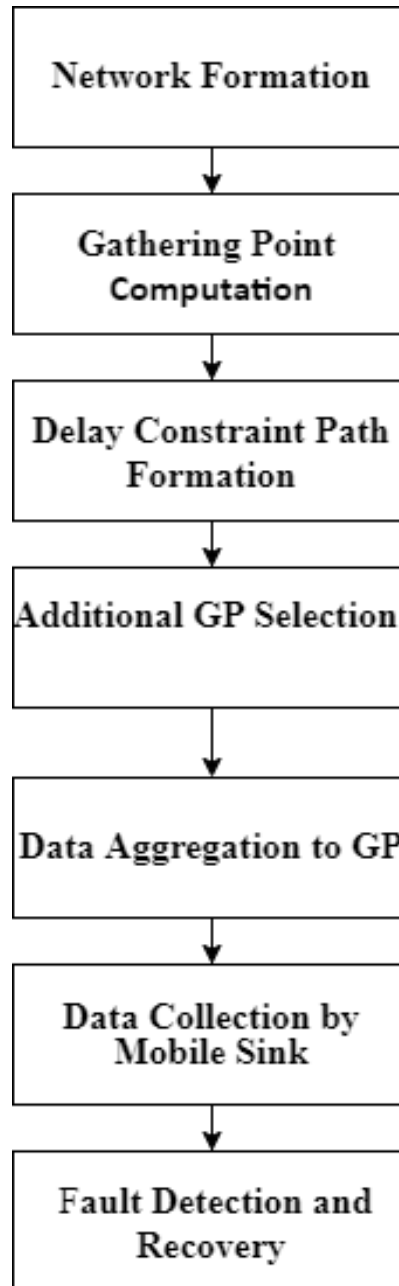 Network Formation
Gathering Point
Computation
Delay Constraint Path
Formation
Additional GP Selection
Data Aggregation to GP
Data Collection by
Mobile Sink
Fault Detection and
Recovery